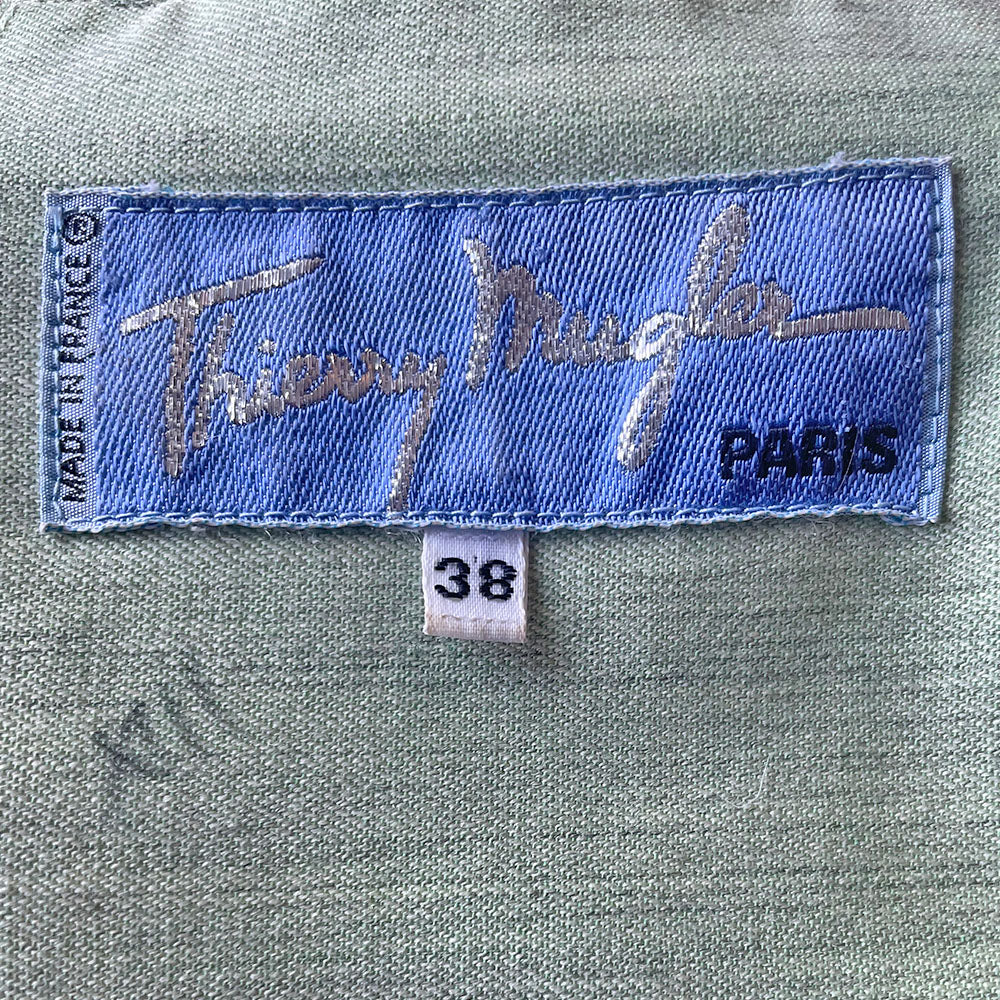 MADE IN FRANCE ®
Thierry Mugler
PARIS
38